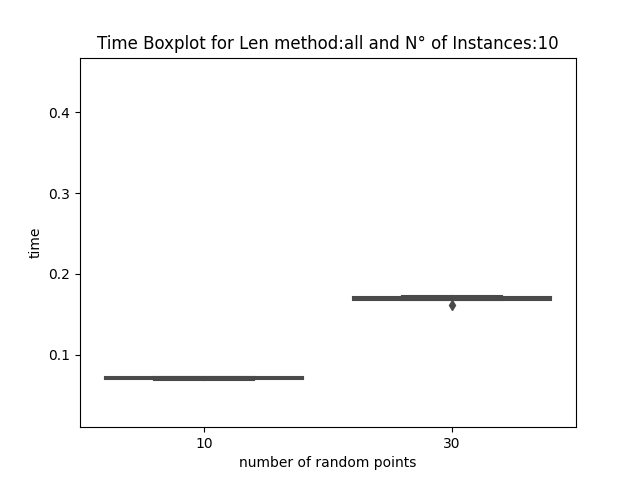 Time Boxplot for Len method:all and N° of Instances:10
0.4
0.3
0.2
0.1
time
10
30
number of random points